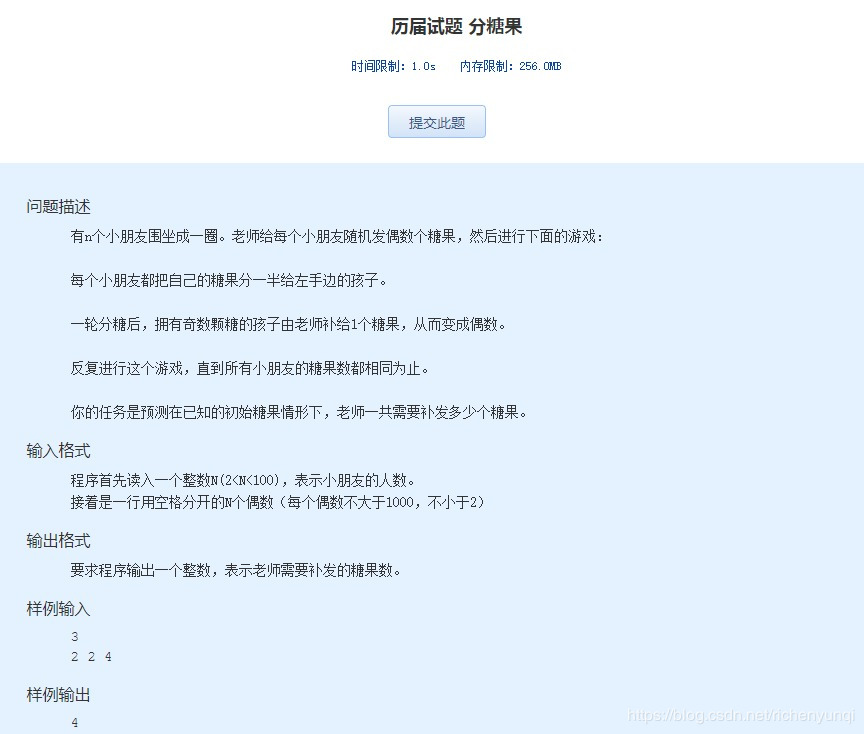 历届试题 分糖果
时间限制：1.0s 内存限制：256.0MB
提交此题
问题描述
有n个小朋友围坐成一圈。老师给每个小朋友随机发偶数个糖果，然后进行下面的游戏：
每个小朋友都把自己的糖果分一半给左手边的孩子。
一轮分糖后，拥有奇数颗糖的孩子由老师补给1个糖果，从而变成偶数。
反复进行这个游戏，直到所有小朋友的糖果数都相同为止。
你的任务是预测在已知的初始糖果情形下，老师一共需要补发多少个糖果。
输入格式
程序首先读入一个整数N(2<N<100)，表示小朋友的人数。
接着是一行用空格分开的N个偶数（每个偶数不大于1000，不小于2）
输出格式
要求程序输出一个整数，表示老师需要补发的糖果数。
样例输入
3
2 2 4
样例输出
4
https://blog.csdn.net/richenyunqi